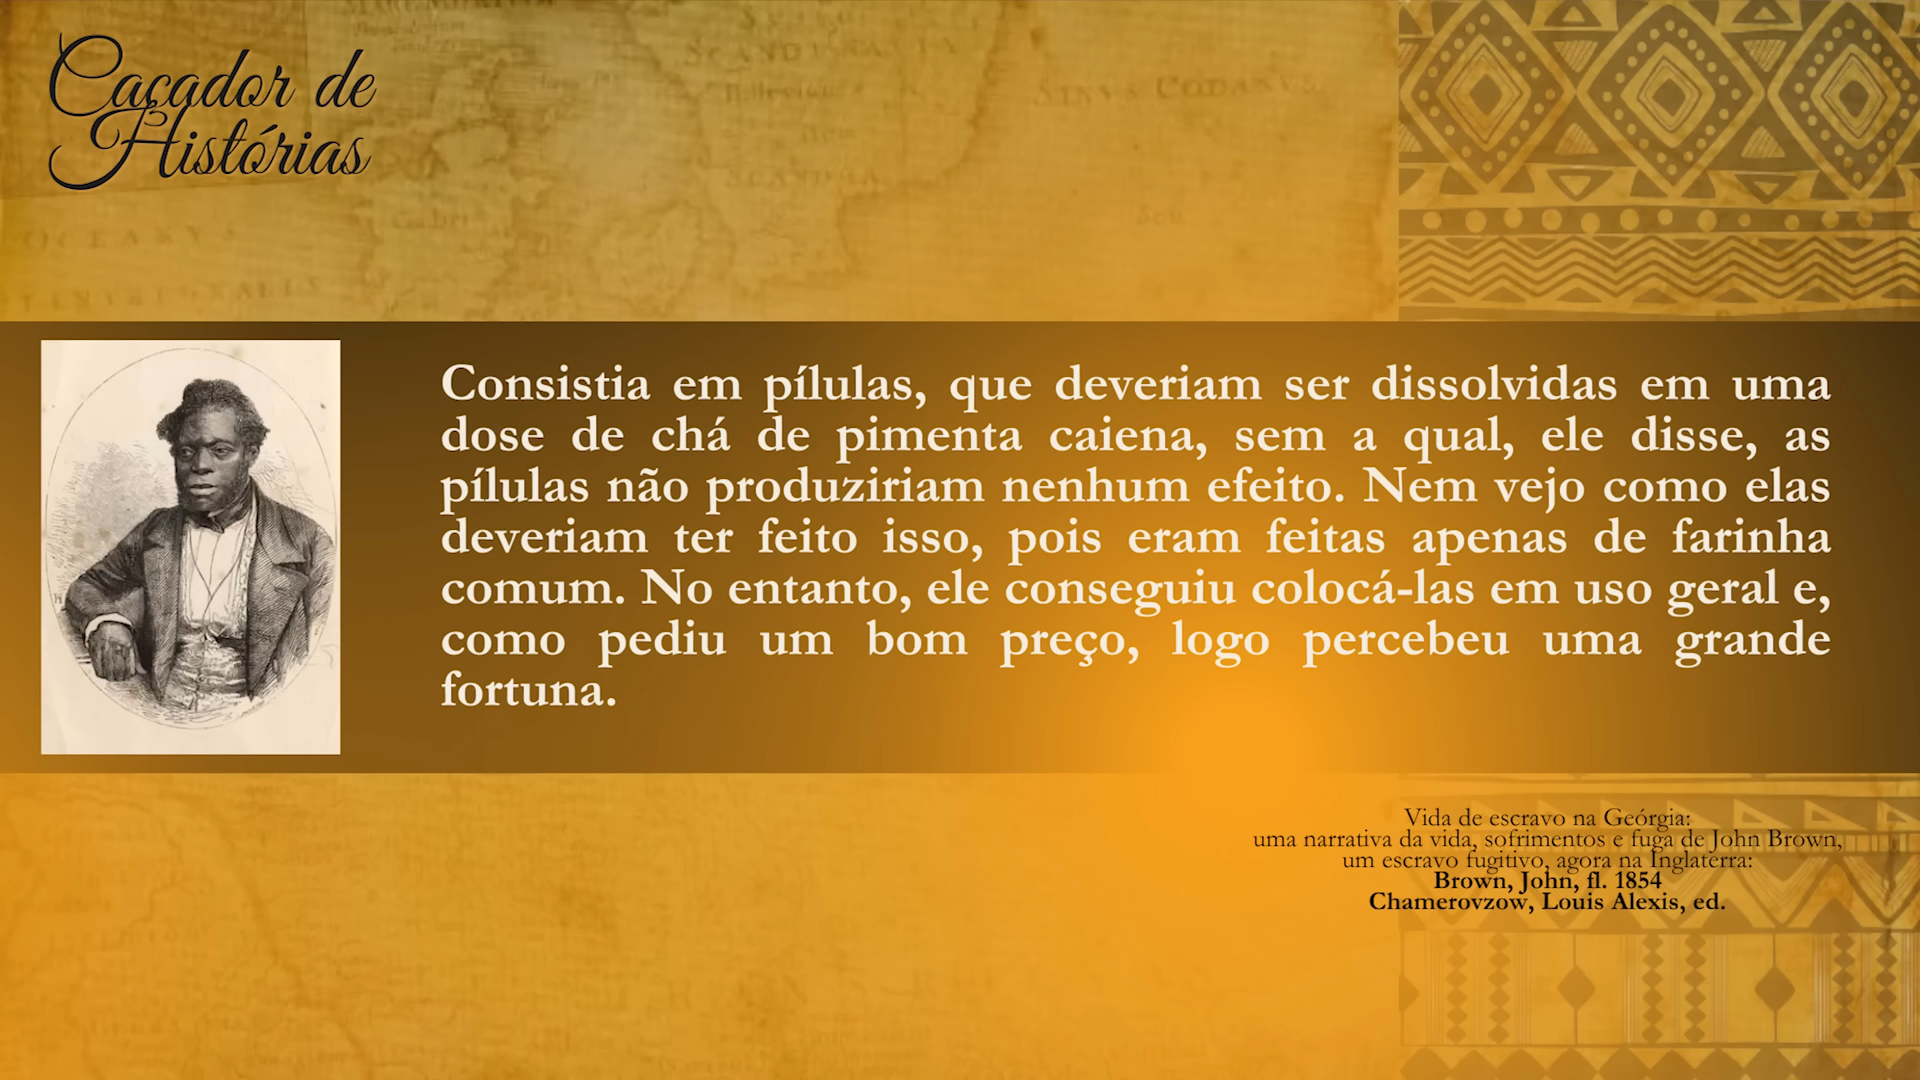 Caçador de
Histórias
Consistia em pílulas, que deveriam ser dissolvidas em uma
dose de chá de pimenta caiena, sem a qual, ele disse, as
pílulas não produziriam nenhum efeito. Nem vejo como elas
deveriam ter feito isso, pois eram feitas apenas de farinha
comum. No entanto, ele conseguiu colocá-las em uso geral e,
como pediu um bom preço, logo percebeu uma grande
fortuna.
Vida de escravo na Geórgia:
uma narrativa da vida, sofrimentos e fuga de John Brown,
um escravo fugitivo, agora na Inglaterra:
Brown, John, fl. 1854
Chamerovzow, Louis Alexis, ed.